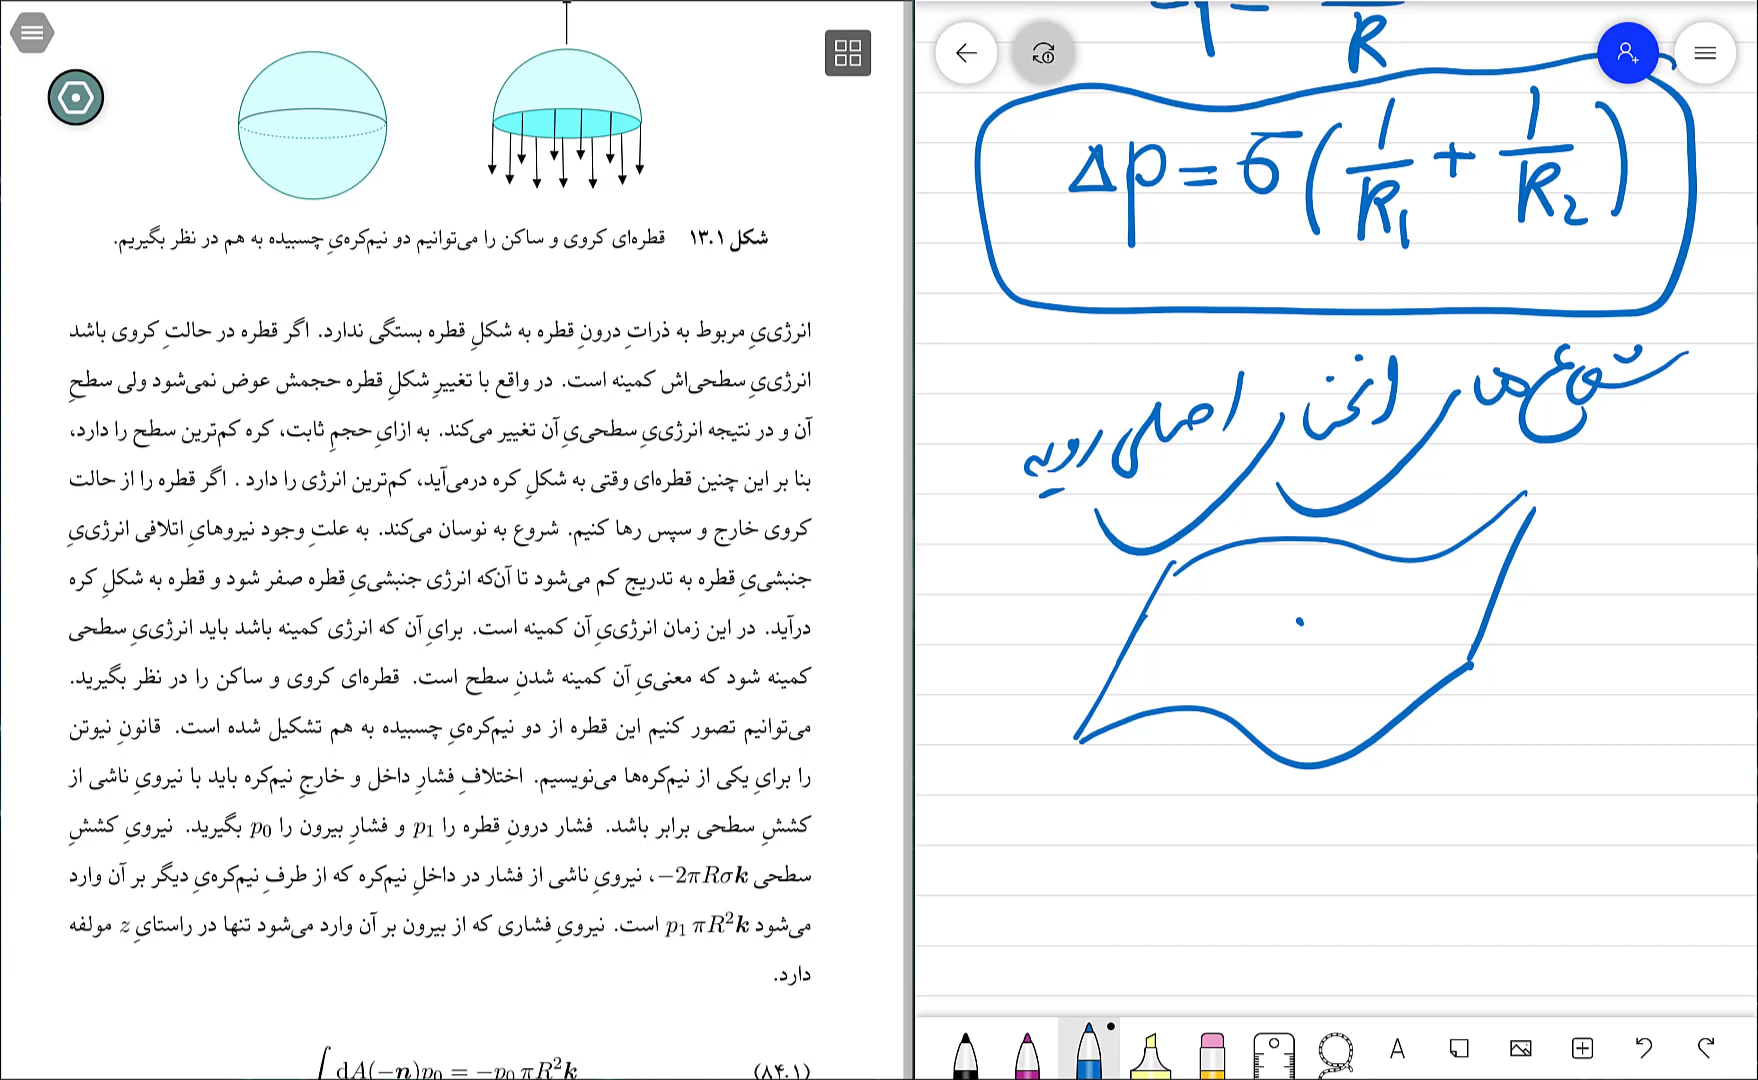 شکل ۱۳.۱ قطره‌ای کروی و ساکن را می‌توانیم دو نیم‌کره‌یِ چسبیده به هم در نظر بگیریم.
انرژی‌یِ مربوط به ذراتِ درونِ قطره به شکلِ قطره بستگی ندارد. اگر قطره در حالتِ کروی باشد
انرژی‌یِ سطحی‌اش کمینه است. در واقع با تغییرِ شکلِ قطره حجمش عوض نمی‌شود ولی سطحِ
آن و در نتیجه انرژی‌یِ سطحی‌یِ آن تغییر می‌کند. به ازایِ حجمِ ثابت، کره کم‌ترین سطح را دارد،
بنا بر این چنین قطره‌ای وقتی به شکلِ کره درمی‌آید، کم‌ترین انرژی را دارد . اگر قطره را از حالت
کروی خارج و سپس رها کنیم. شروع به نوسان می‌کند. به علتِ وجود نیروهایِ اتلافی انرژی‌یِ
جنبشی‌یِ قطره به تدریج کم می‌شود تا آن‌که انرژی جنبشی‌یِ قطره صفر شود و قطره به شکلِ کره
درآید. در این زمان انرژی‌یِ آن کمینه است. برایِ آن که انرژی کمینه باشد باید انرژی‌یِ سطحی
کمینه شود که معنی‌یِ آن کمینه شدنِ سطح است. قطره‌ای کروی و ساکن را در نظر بگیرید.
می‌توانیم تصور کنیم این قطره از دو نیم‌کره‌یِ چسبیده به هم تشکیل شده است. قانونِ نیوتن
را برایِ یکی از نیم‌کره‌ها می‌نویسیم. اختلافِ فشارِ داخل و خارجِ نیم‌کره باید با نیرویِ ناشی از
کششِ سطحی برابر باشد. فشار درونِ قطره را p₁ و فشارِ بیرون را p₀ بگیرید. نیرویِ کششِ
سطحی −2πRσk، نیرویِ ناشی از فشار در داخلِ نیم‌کره که از طرفِ نیم‌کره‌یِ دیگر بر آن وارد
می‌شود p₁ πR²k است. نیرویِ فشاری که از بیرون بر آن وارد می‌شود تنها در راستایِ z مولفه
دارد.
∫ dA(−n)p₀ = −p₀ πR²k (۸۴.۱)
R
Δp = σ(1/R₁ + 1/R₂)
شعاع‌های انحنای اصلی رویه
A